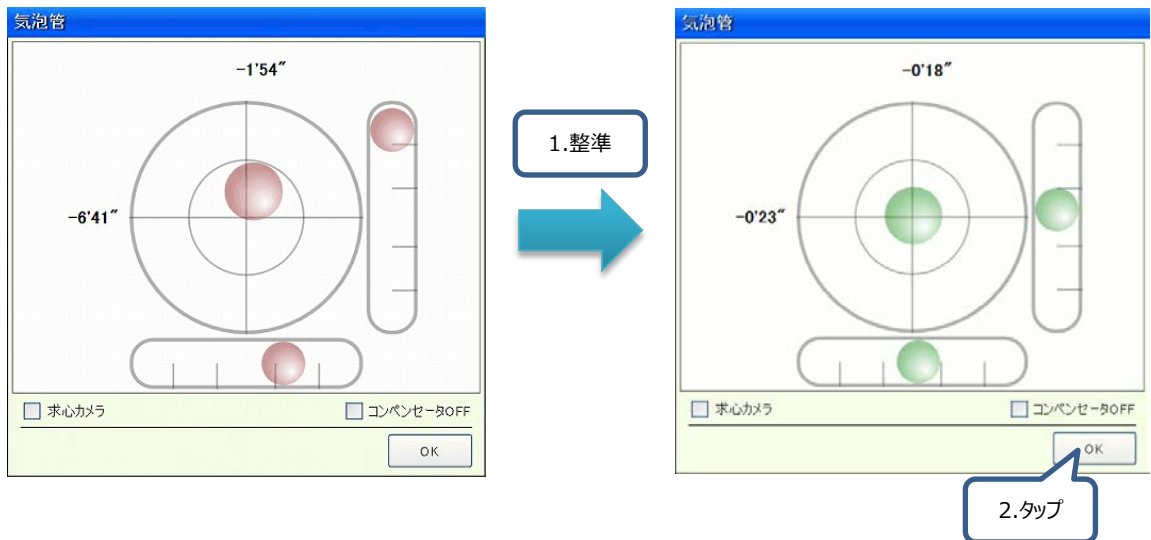 気泡管
-1'54"
-6'41"
求心カメラ
コンペンセータOFF
OK
1.整準
気泡管
-0'18"
-0'23"
求心カメラ
コンペンセータOFF
OK
2.タップ